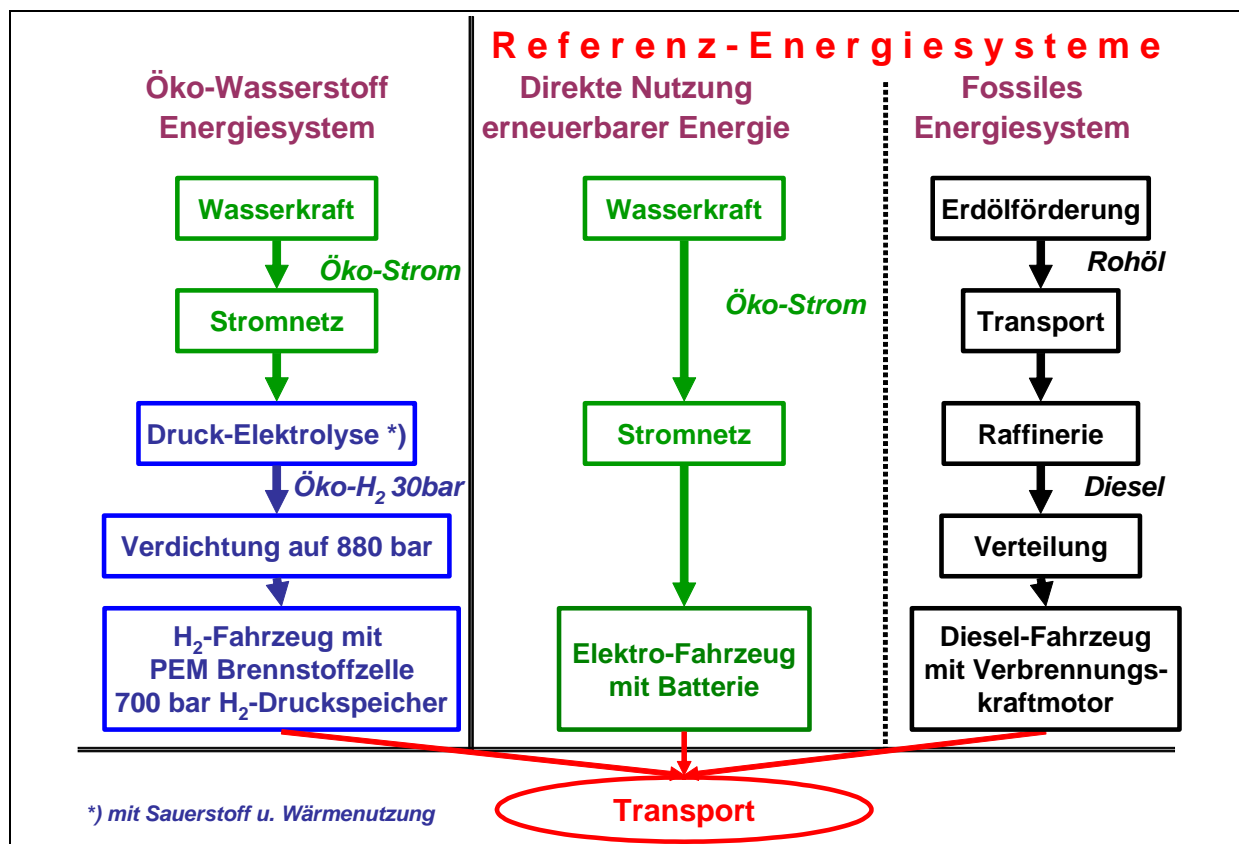 Referenz-Energiesysteme
Öko-Wasserstoff
Energiesystem
Direkte Nutzung
erneuerbarer Energie
Fossiles
Energiesystem
Wasserkraft
Öko-Strom
Stromnetz
Druck-Elektrolyse *)
Öko-H₂ 30bar
Verdichtung auf 880 bar
H₂-Fahrzeug mit
PEM Brennstoffzelle
700 bar H₂-Druckspeicher
Wasserkraft
Öko-Strom
Stromnetz
Elektro-Fahrzeug
mit Batterie
Erdölförderung
Rohöl
Transport
Raffinerie
Diesel
Verteilung
Diesel-Fahrzeug
mit Verbrennungs-
kraftmotor
Transport
*) mit Sauerstoff u. Wärmenutzung